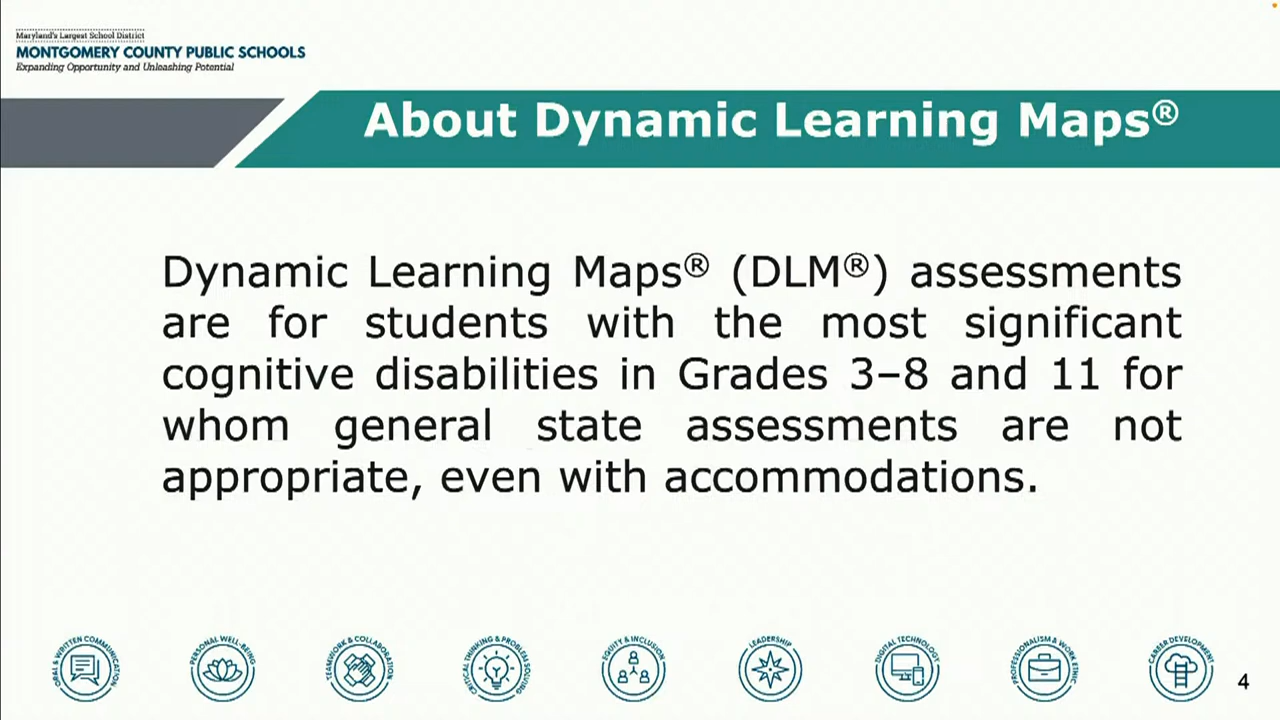 Maryland's Largest School District
MONTGOMERY COUNTY PUBLIC SCHOOLS
Expanding Opportunity and Unleashing Potential
About Dynamic Learning Maps®
Dynamic Learning Maps® (DLM®) assessments
are for students with the most significant
cognitive disabilities in Grades 3–8 and 11 for
whom general state assessments are not
appropriate, even with accommodations.
ORAL & WRITTEN COMMUNICATION
PERSONAL WELL-BEING
TEAMWORK & COLLABORATION
CRITICAL THINKING & PROBLEM SOLVING
EQUITY & INCLUSION
LEADERSHIP
DIGITAL TECHNOLOGY
PROFESSIONALISM & WORK ETHIC
CAREER DEVELOPMENT
4